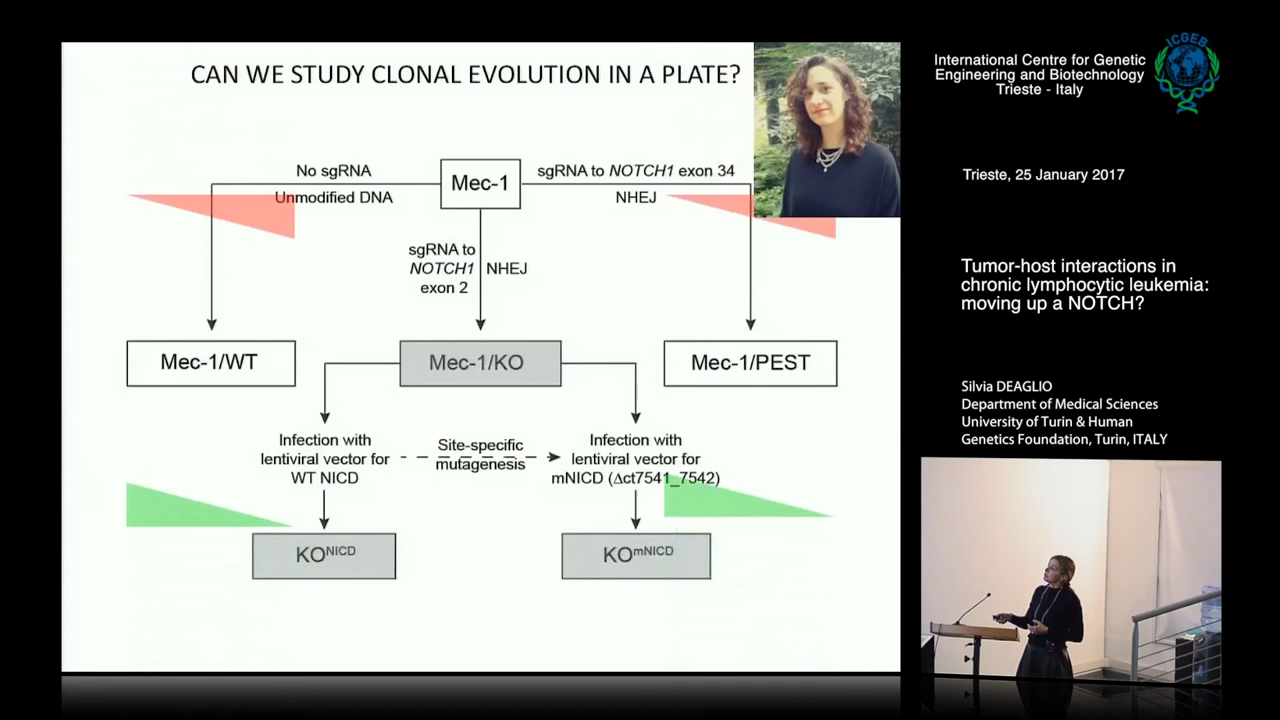 CAN WE STUDY CLONAL EVOLUTION IN A PLATE?
No sgRNA
Unmodified DNA
Mec-1
sgRNA to NOTCH1 exon 34
NHEJ
sgRNA to
NOTCH1
exon 2
NHEJ
Mec-1/WT
Mec-1/KO
Mec-1/PEST
Infection with
lentiviral vector for
WT NICD
Site-specific
mutagenesis
Infection with
lentiviral vector for
mNICD (Δct7541_7542)
KO^NICD
KO^mNICD
International Centre for Genetic
Engineering and Biotechnology
Trieste - Italy
ICGEB
Trieste, 25 January 2017
Tumor-host interactions in
chronic lymphocytic leukemia:
moving up a NOTCH?
Silvia DEAGLIO
Department of Medical Sciences
University of Turin & Human
Genetics Foundation, Turin, ITALY